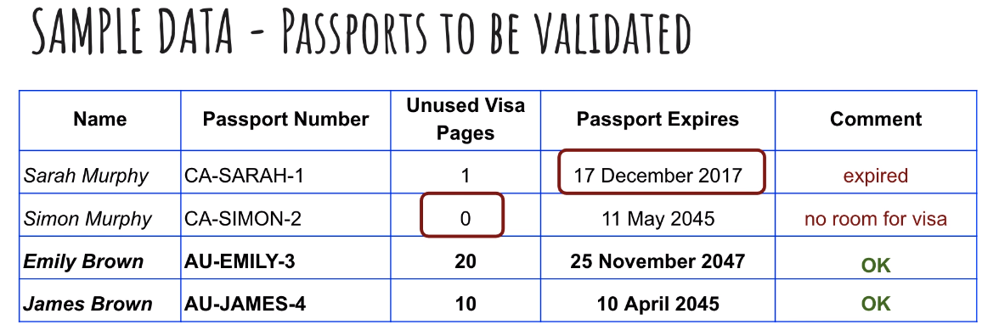 SAMPLE DATA - PASSPORTS TO BE VALIDATED
Name Passport Number Unused Visa Pages Passport Expires Comment
Sarah Murphy CA-SARAH-1 1 17 December 2017 expired
Simon Murphy CA-SIMON-2 0 11 May 2045 no room for visa
Emily Brown AU-EMILY-3 20 25 November 2047 OK
James Brown AU-JAMES-4 10 10 April 2045 OK